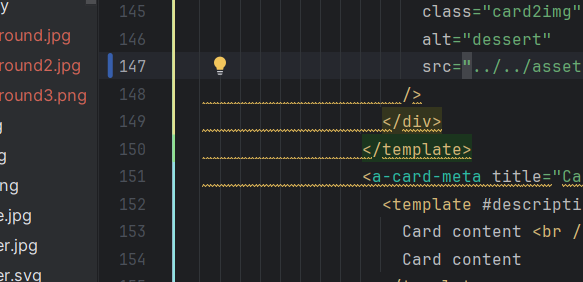 y
round.jpg
round2.jpg
round3.png
g
g
ng
e.jpg
er.jpg
er.svg
145 class="card2img"
146 alt="dessert"
147 src="../../asset
148 />
149 </div>
150 </template>
151 <a-card-meta title="Ca
152 <template #descripti
153 Card content <br /
154 Card content